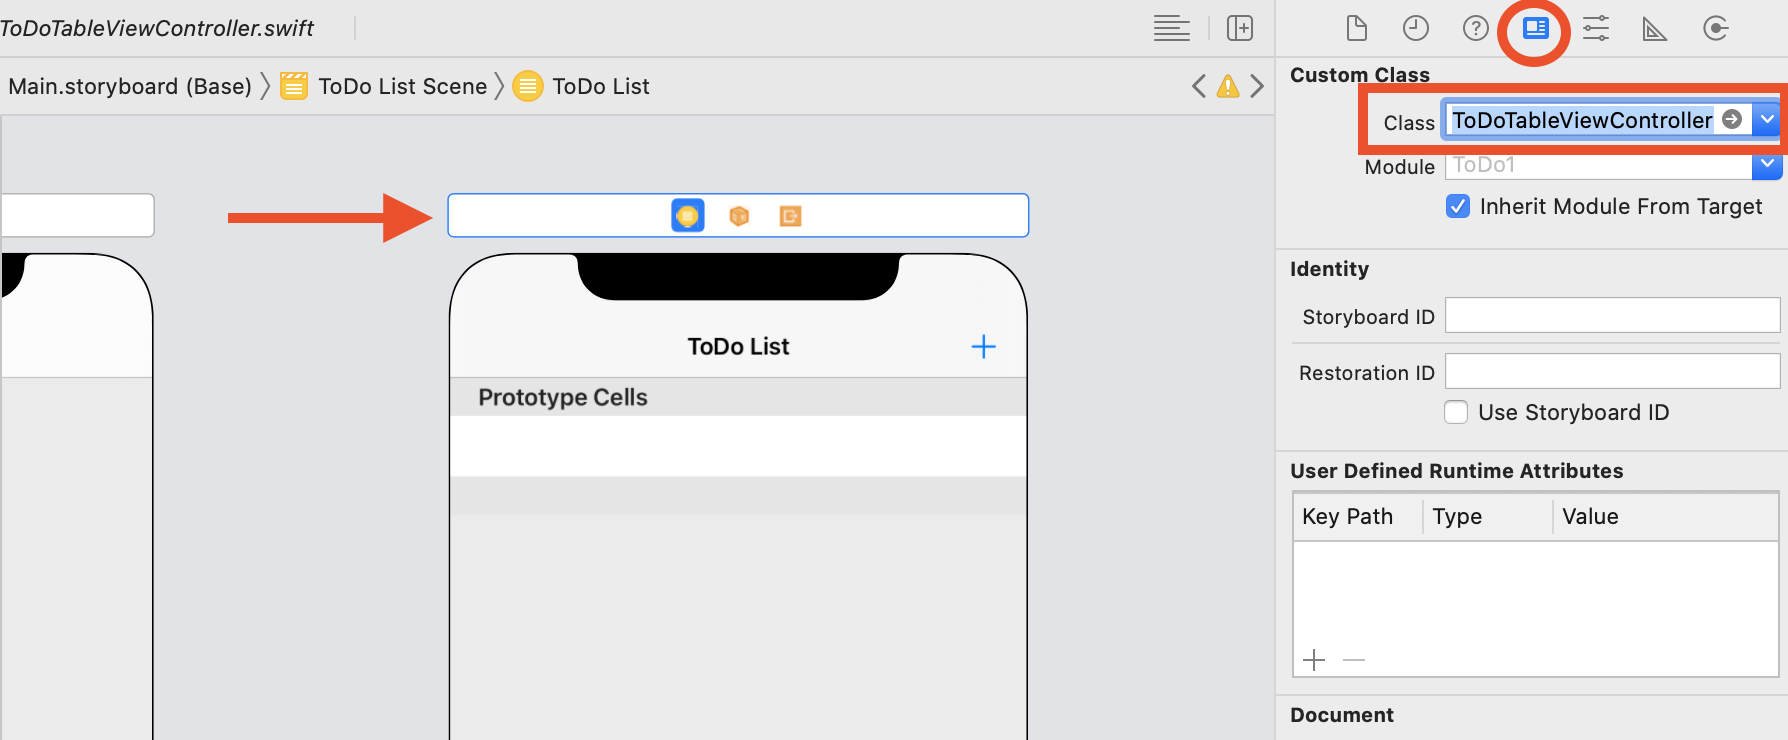 ToDoTableViewController.swift
Main.storyboard (Base) ToDo List Scene ToDo List
Custom Class
Class ToDoTableViewController
Module ToDo1
Inherit Module From Target
Identity
Storyboard ID
Restoration ID
Use Storyboard ID
User Defined Runtime Attributes
Key Path Type Value
Document
ToDo List +
Prototype Cells